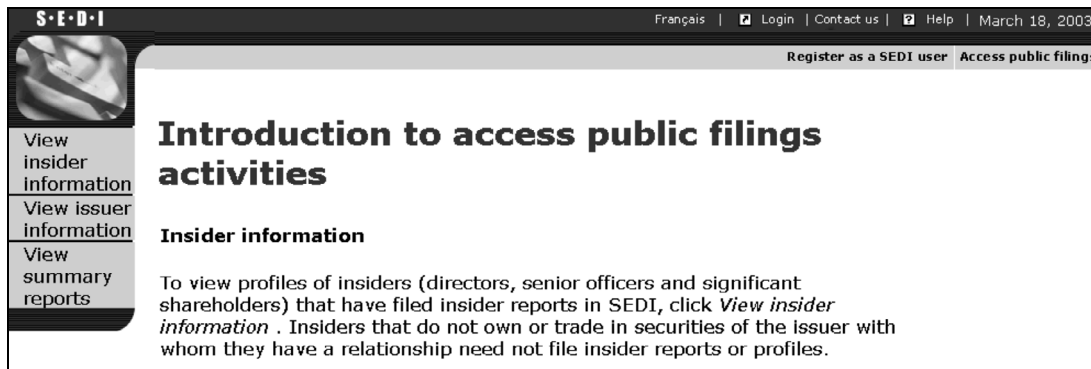 S·E·D·I
Français | Login | Contact us | ? Help | March 18, 2003
Register as a SEDI user Access public filings
View
insider
information
View issuer
information
View
summary
reports
Introduction to access public filings
activities
Insider information
To view profiles of insiders (directors, senior officers and significant
shareholders) that have filed insider reports in SEDI, click View insider
information . Insiders that do not own or trade in securities of the issuer with
whom they have a relationship need not file insider reports or profiles.